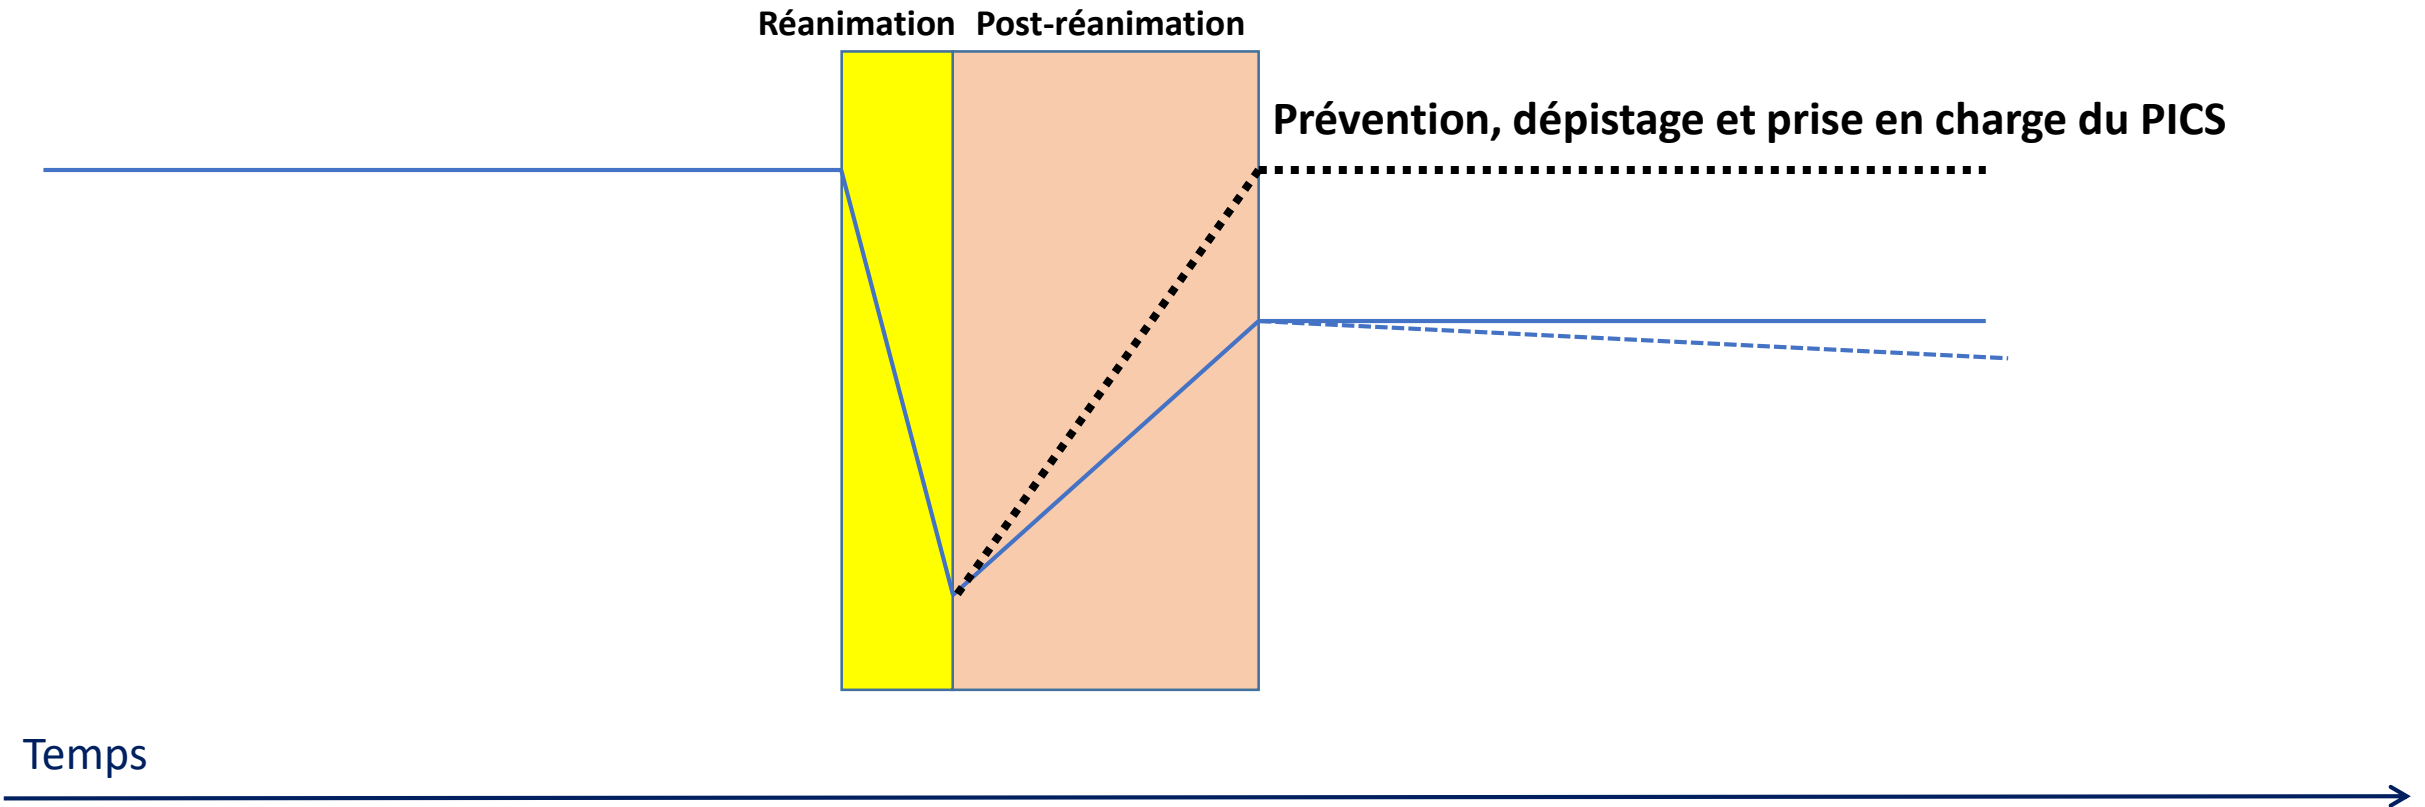 Réanimation Post-réanimation
Prévention, dépistage et prise en charge du PICS
Temps